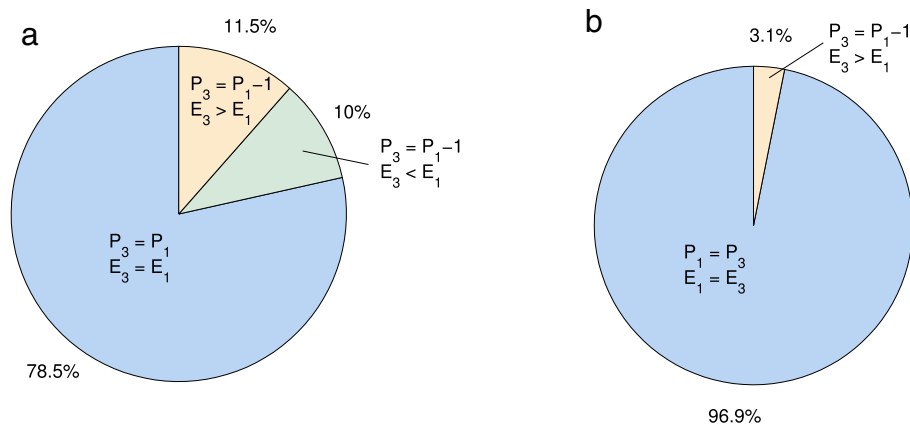 a
11.5%
P₃ = P₁−1
E₃ > E₁
10%
P₃ = P₁−1
E₃ < E₁
P₃ = P₁
E₃ = E₁
78.5%
b
3.1%
P₃ = P₁−1
E₃ > E₁
P₁ = P₃
E₁ = E₃
96.9%